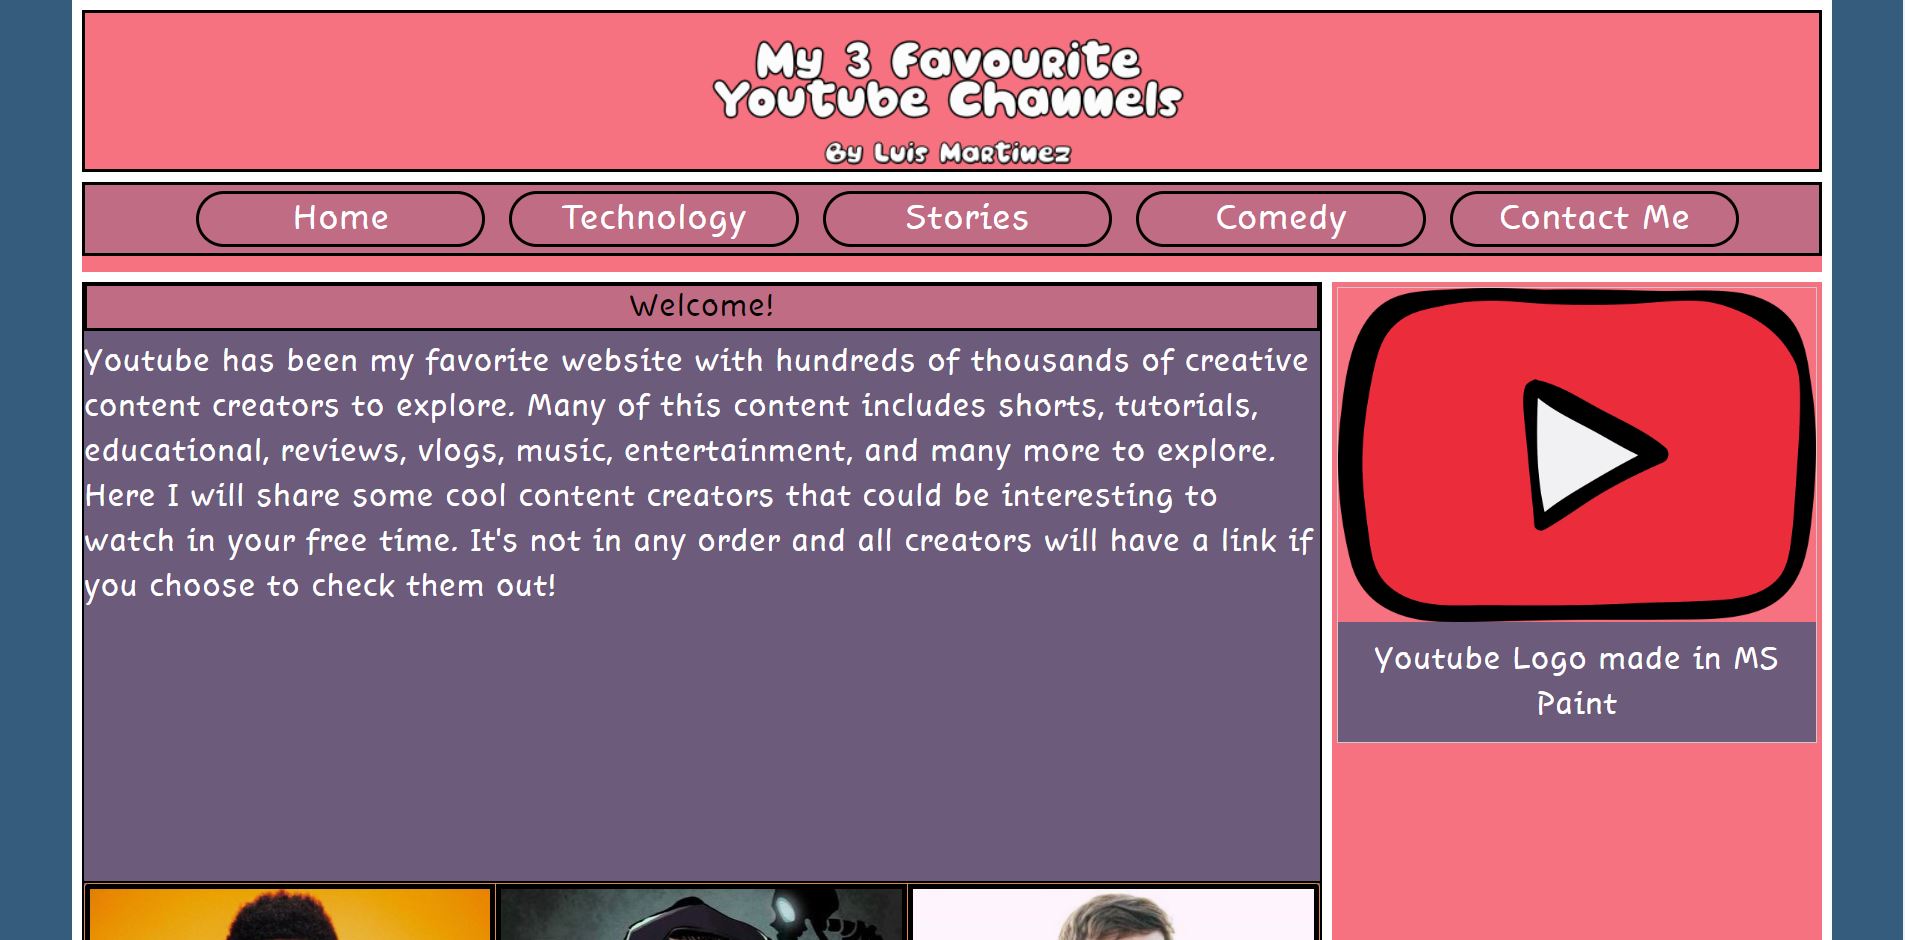 My 3 Favourite
Youtube Channels
By Luis Martinez
Home Technology Stories Comedy Contact Me
Welcome!
Youtube has been my favorite website with hundreds of thousands of creative
content creators to explore. Many of this content includes shorts, tutorials,
educational, reviews, vlogs, music, entertainment, and many more to explore.
Here I will share some cool content creators that could be interesting to
watch in your free time. It's not in any order and all creators will have a link if
you choose to check them out!
Youtube Logo made in MS
Paint